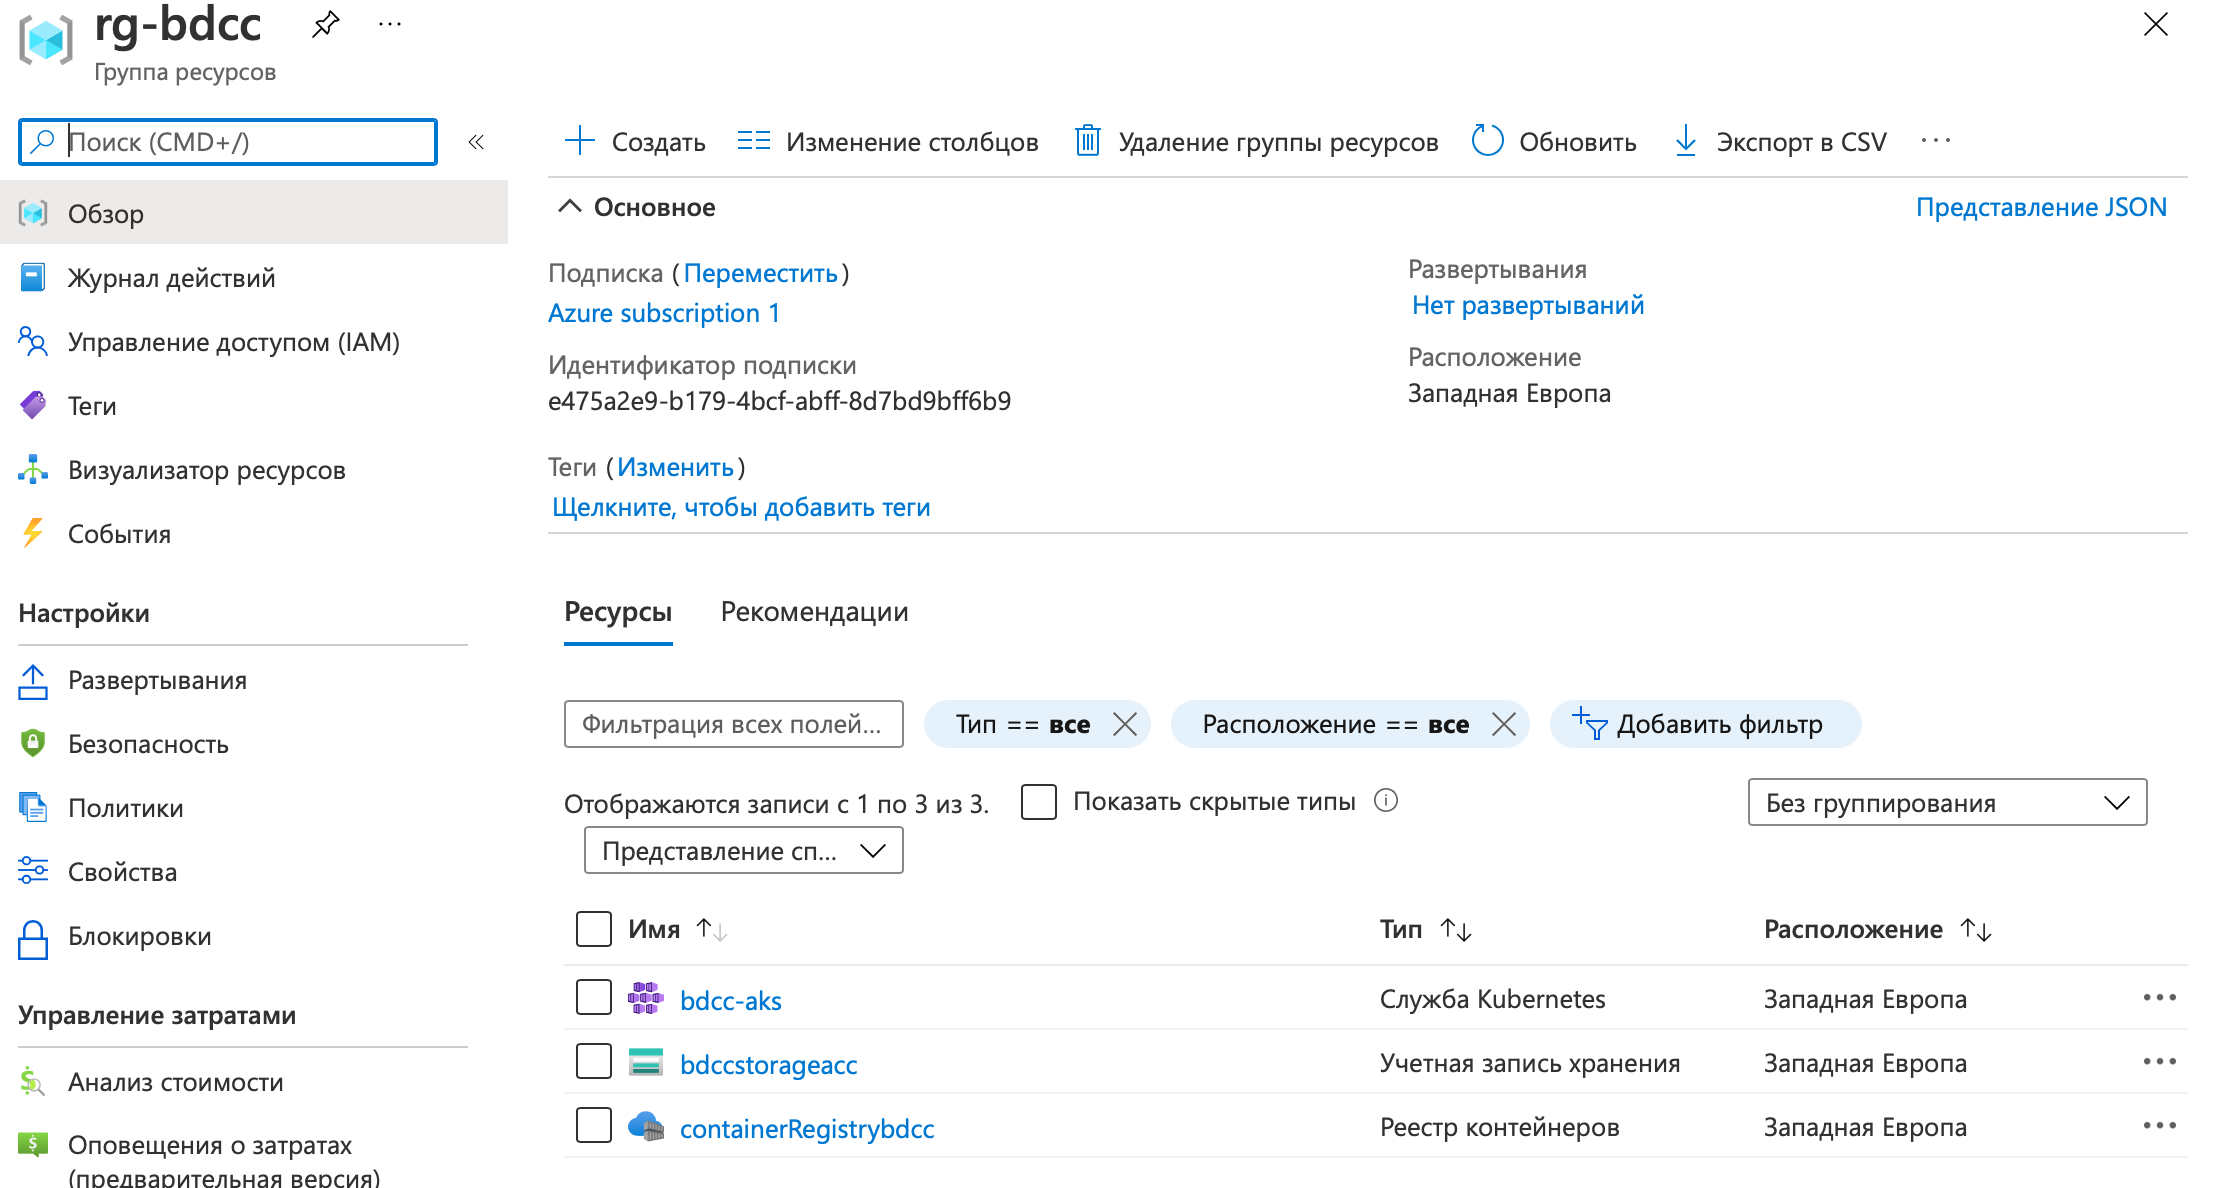 rg-bdcc
Группа ресурсов
Поиск (CMD+/)
Обзор
Журнал действий
Управление доступом (IAM)
Теги
Визуализатор ресурсов
События
Настройки
Развертывания
Безопасность
Политики
Свойства
Блокировки
Управление затратами
Анализ стоимости
Оповещения о затратах
(предварительная версия)
Создать
Изменение столбцов
Удаление группы ресурсов
Обновить
Экспорт в CSV
Основное
Представление JSON
Подписка (Переместить)
Azure subscription 1
Идентификатор подписки
e475a2e9-b179-4bcf-abff-8d7bd9bff6b9
Развертывания
Нет развертываний
Расположение
Западная Европа
Теги (Изменить)
Щелкните, чтобы добавить теги
Ресурсы
Рекомендации
Фильтрация всех полей...
Тип == все
Расположение == все
Добавить фильтр
Отображаются записи с 1 по 3 из 3.
Показать скрытые типы
Без группирования
Представление сп...
Имя Тип Расположение
bdcc-aks Служба Kubernetes Западная Европа
bdccstorageacc Учетная запись хранения Западная Европа
containerRegistrybdcc Реестр контейнеров Западная Европа